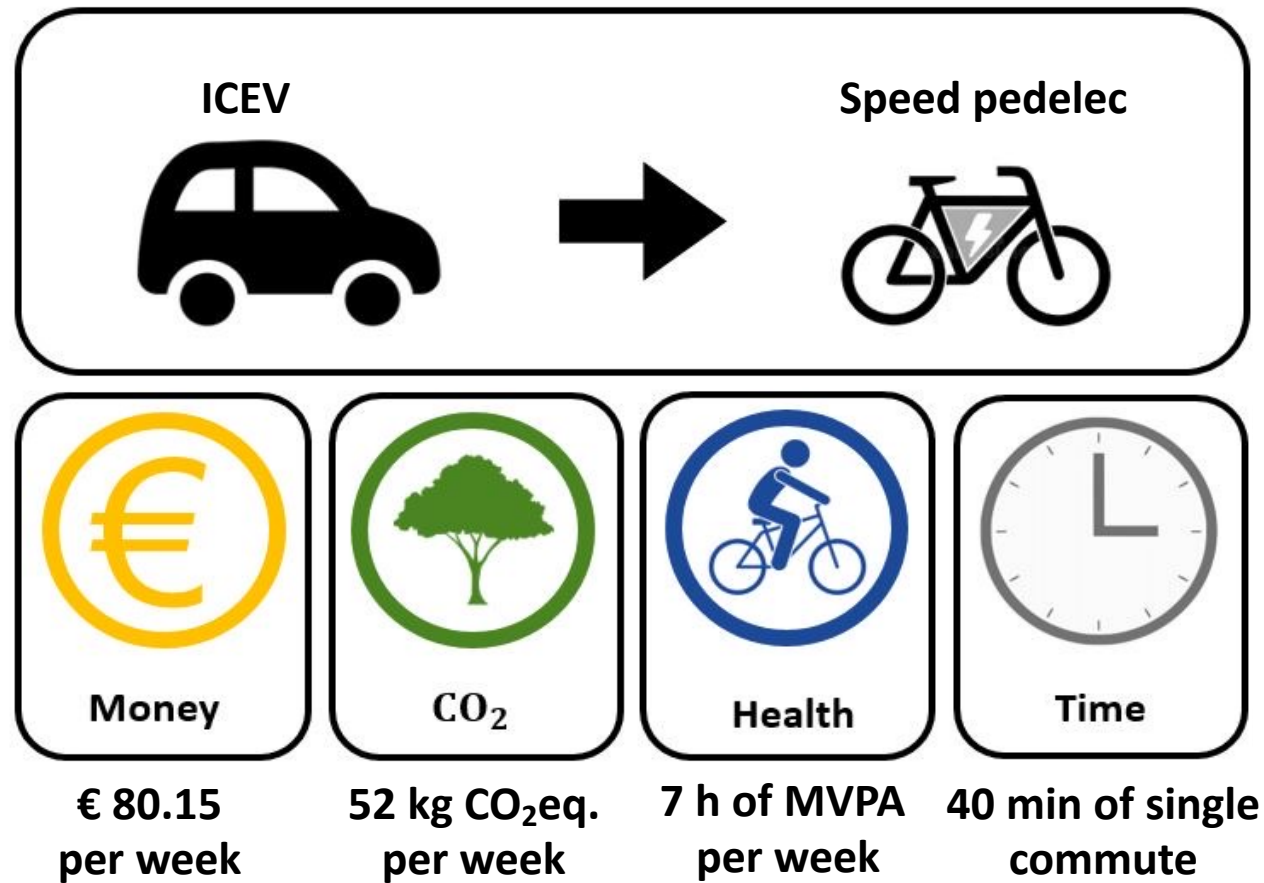 ICEV
Speed pedelec
€
Money
CO₂
Health
Time
€ 80.15
per week
52 kg CO₂eq.
per week
7 h of MVPA
per week
40 min of single
commute